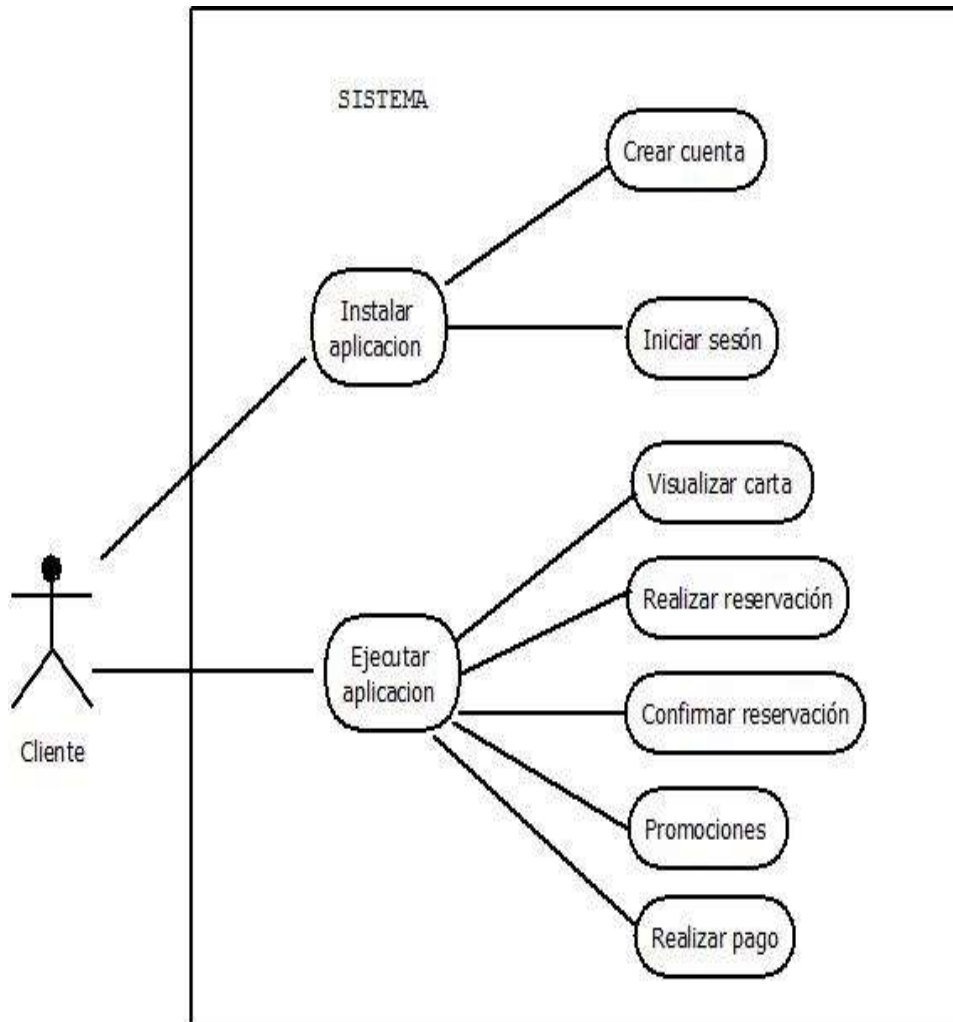 SISTEMA
Crear cuenta
Instalar
aplicacion
Iniciar sesón
Visualizar carta
Realizar reservación
Ejecutar
aplicacion
Confirmar reservación
Cliente
Promociones
Realizar pago